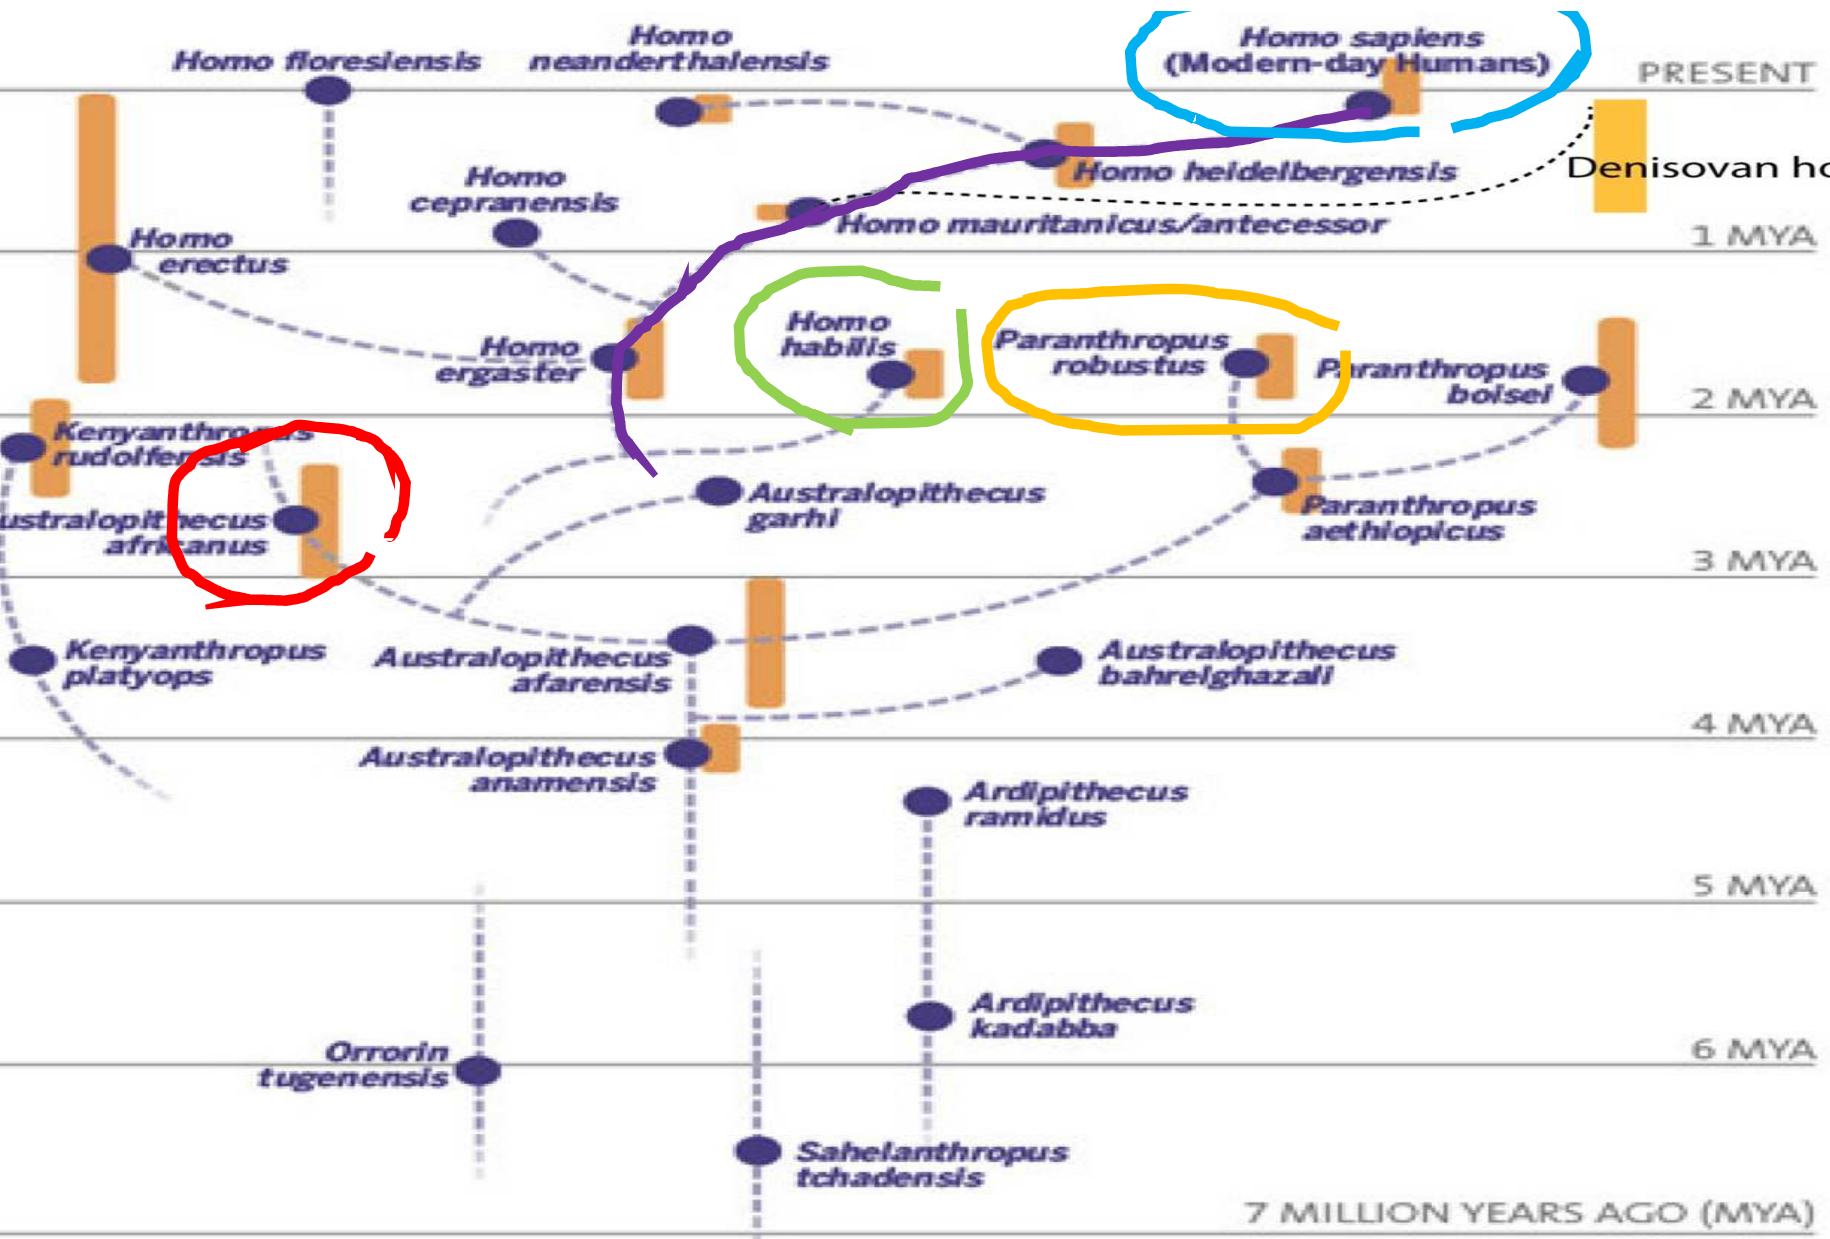 Homo
neanderthalensis
Homo floresiensis
Homo sapiens
(Modern-day Humans)
PRESENT
Homo
cepranensis
Homo heidelbergensis
Denisovan ho
Homo mauritanicus/antecessor
1 MYA
Homo
erectus
Homo
habilis
Homo
ergaster
Paranthropus
robustus
Paranthropus
boisei
2 MYA
Kenyanthropus
rudolfensis
ustralopithecus
africanus
Australopithecus
garhi
Paranthropus
aethiopicus
3 MYA
Kenyanthropus
platyops
Australopithecus
afarensis
Australopithecus
bahrelghazali
4 MYA
Australopithecus
anamensis
Ardipithecus
ramidus
5 MYA
Ardipithecus
kadabba
Orrorin
tugenensis
6 MYA
Sahelanthropus
tchadensis
7 MILLION YEARS AGO (MYA)